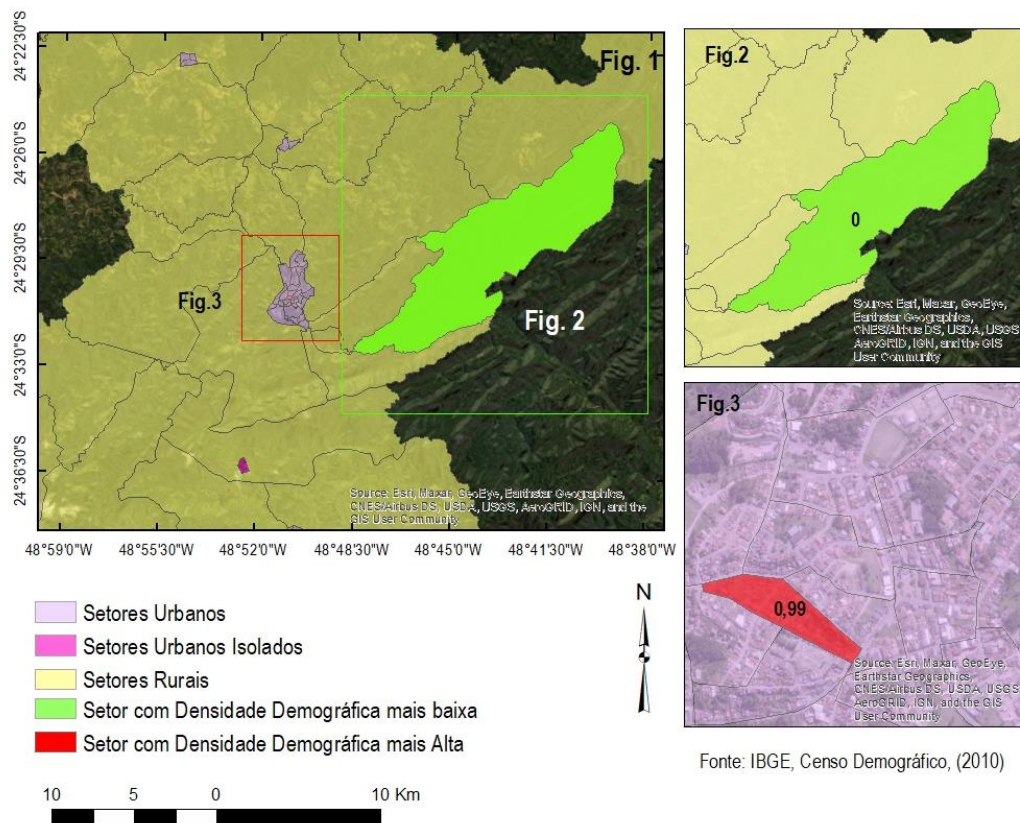 Fig. 1
Fig. 2
Fig.3
24°22'30"S
24°26'0"S
24°29'30"S
24°33'0"S
24°36'30"S
Source: Esri, Maxar, GeoEye, Earthstar Geographics,
CNES/Airbus DS, USDA, USGS, AeroGRID, IGN, and the
GIS User Community
48°59'0"W
48°55'30"W
48°52'0"W
48°48'30"W
48°45'0"W
48°41'30"W
48°38'0"W
Fig.2
0
Source: Esri, Maxar, GeoEye,
Earthstar Geographics,
CNES/Airbus DS, USDA, USGS,
AeroGRID, IGN, and the GIS
User Community
Fig.3
0,99
Source: Esri, Maxar, GeoEye,
Earthstar Geographics,
CNES/Airbus DS, USDA, USGS,
AeroGRID, IGN, and the GIS
User Community
Setores Urbanos
Setores Urbanos Isolados
Setores Rurais
Setor com Densidade Demográfica mais baixa
Setor com Densidade Demográfica mais Alta
N
10 5 0 10 Km
Fonte: IBGE, Censo Demográfico, (2010)